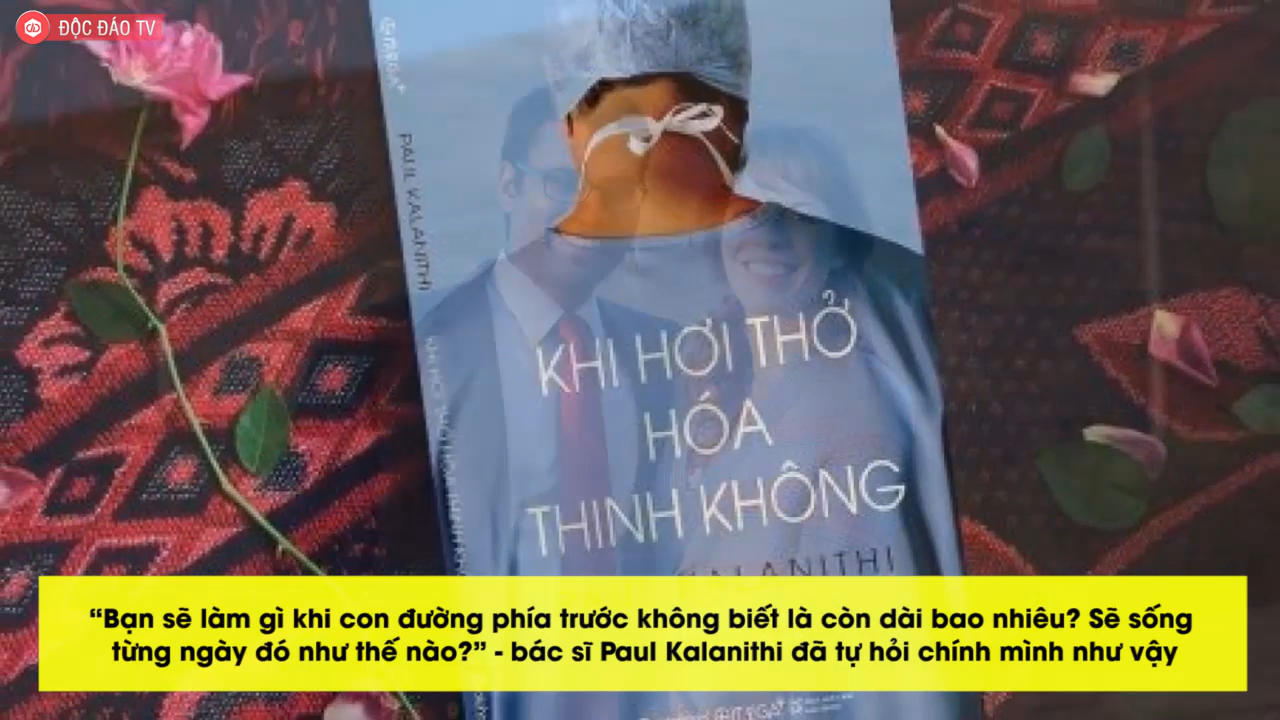 ĐỘC ĐÁO TV
PAUL KALANITHI
KHI HƠI THỞ
HÓA
THINH KHÔNG
KALANITHI
“Bạn sẽ làm gì khi con đường phía trước không biết là còn dài bao nhiêu? Sẽ sống
từng ngày đó như thế nào?” - bác sĩ Paul Kalanithi đã tự hỏi chính mình như vậy